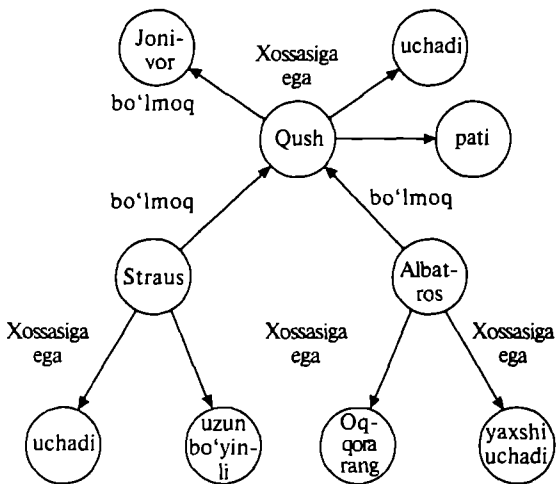 Joni-
vor
Xossasiga
ega
uchadi
bo‘lmoq
Qush
pati
bo‘lmoq
bo‘lmoq
Straus
Albat-
ros
Xossasiga
ega
Xossasiga
ega
Xossasiga
ega
uchadi
uzun
bo‘yin-
li
Oq-
qora
rang
yaxshi
uchadi